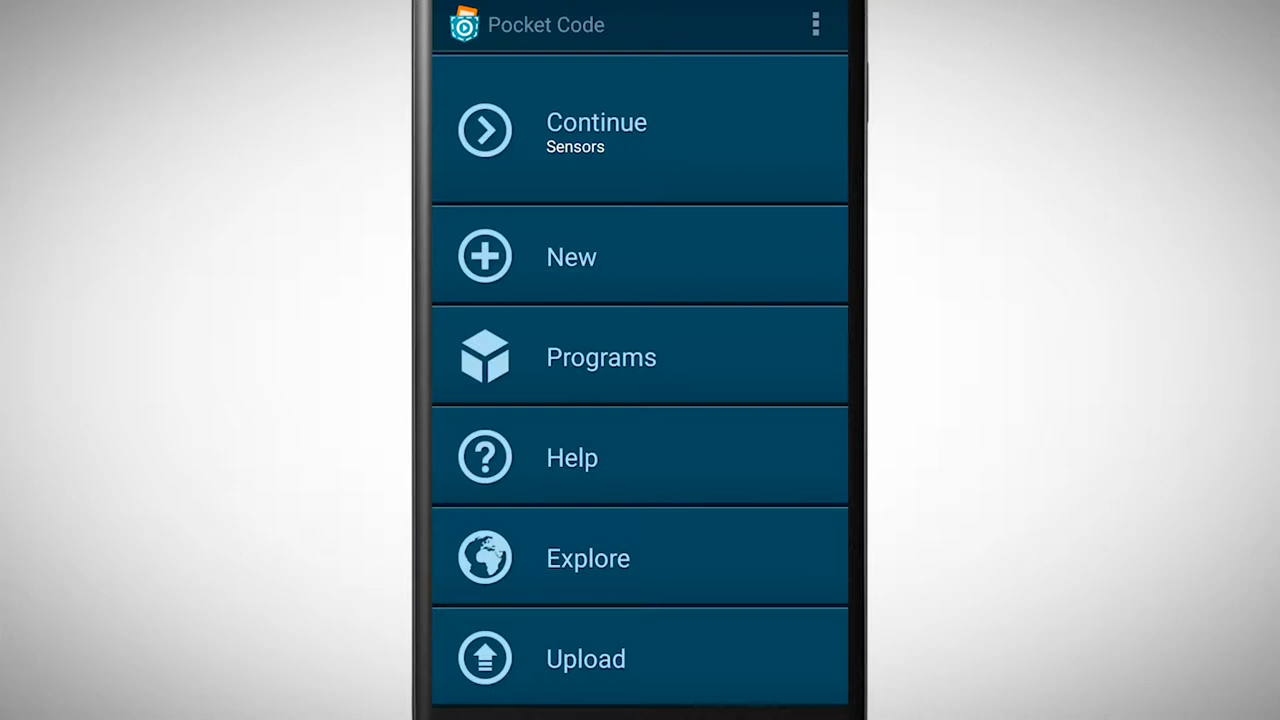 Pocket Code
Continue
Sensors
New
Programs
Help
Explore
Upload